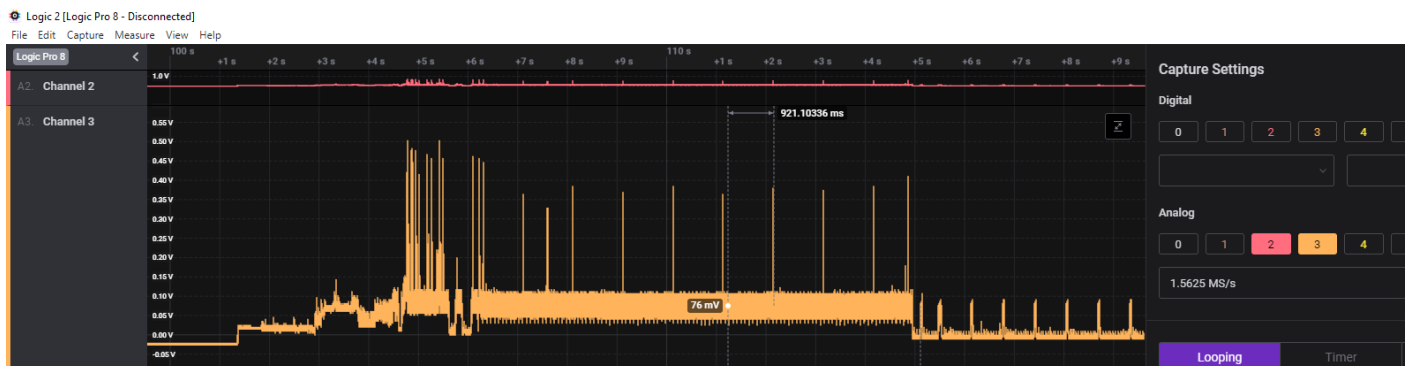 Logic 2 [Logic Pro 8 - Disconnected]
File Edit Capture Measure View Help
Logic Pro 8
100 s
110 s
+1 s +2 s +3 s +4 s +5 s +6 s +7 s +8 s +9 s +1 s +2 s +3 s +4 s +5 s +6 s +7 s +8 s +9 s
A2. Channel 2
1.0 V
A3. Channel 3
921.10336 ms
0.55 V
0.50 V
0.45 V
0.40 V
0.35 V
0.30 V
0.25 V
0.20 V
0.15 V
0.10 V
0.05 V
0.00 V
-0.05 V
76 mV
Capture Settings
Digital
0 1 2 3 4
Analog
0 1 2 3 4
1.5625 MS/s
Looping Timer